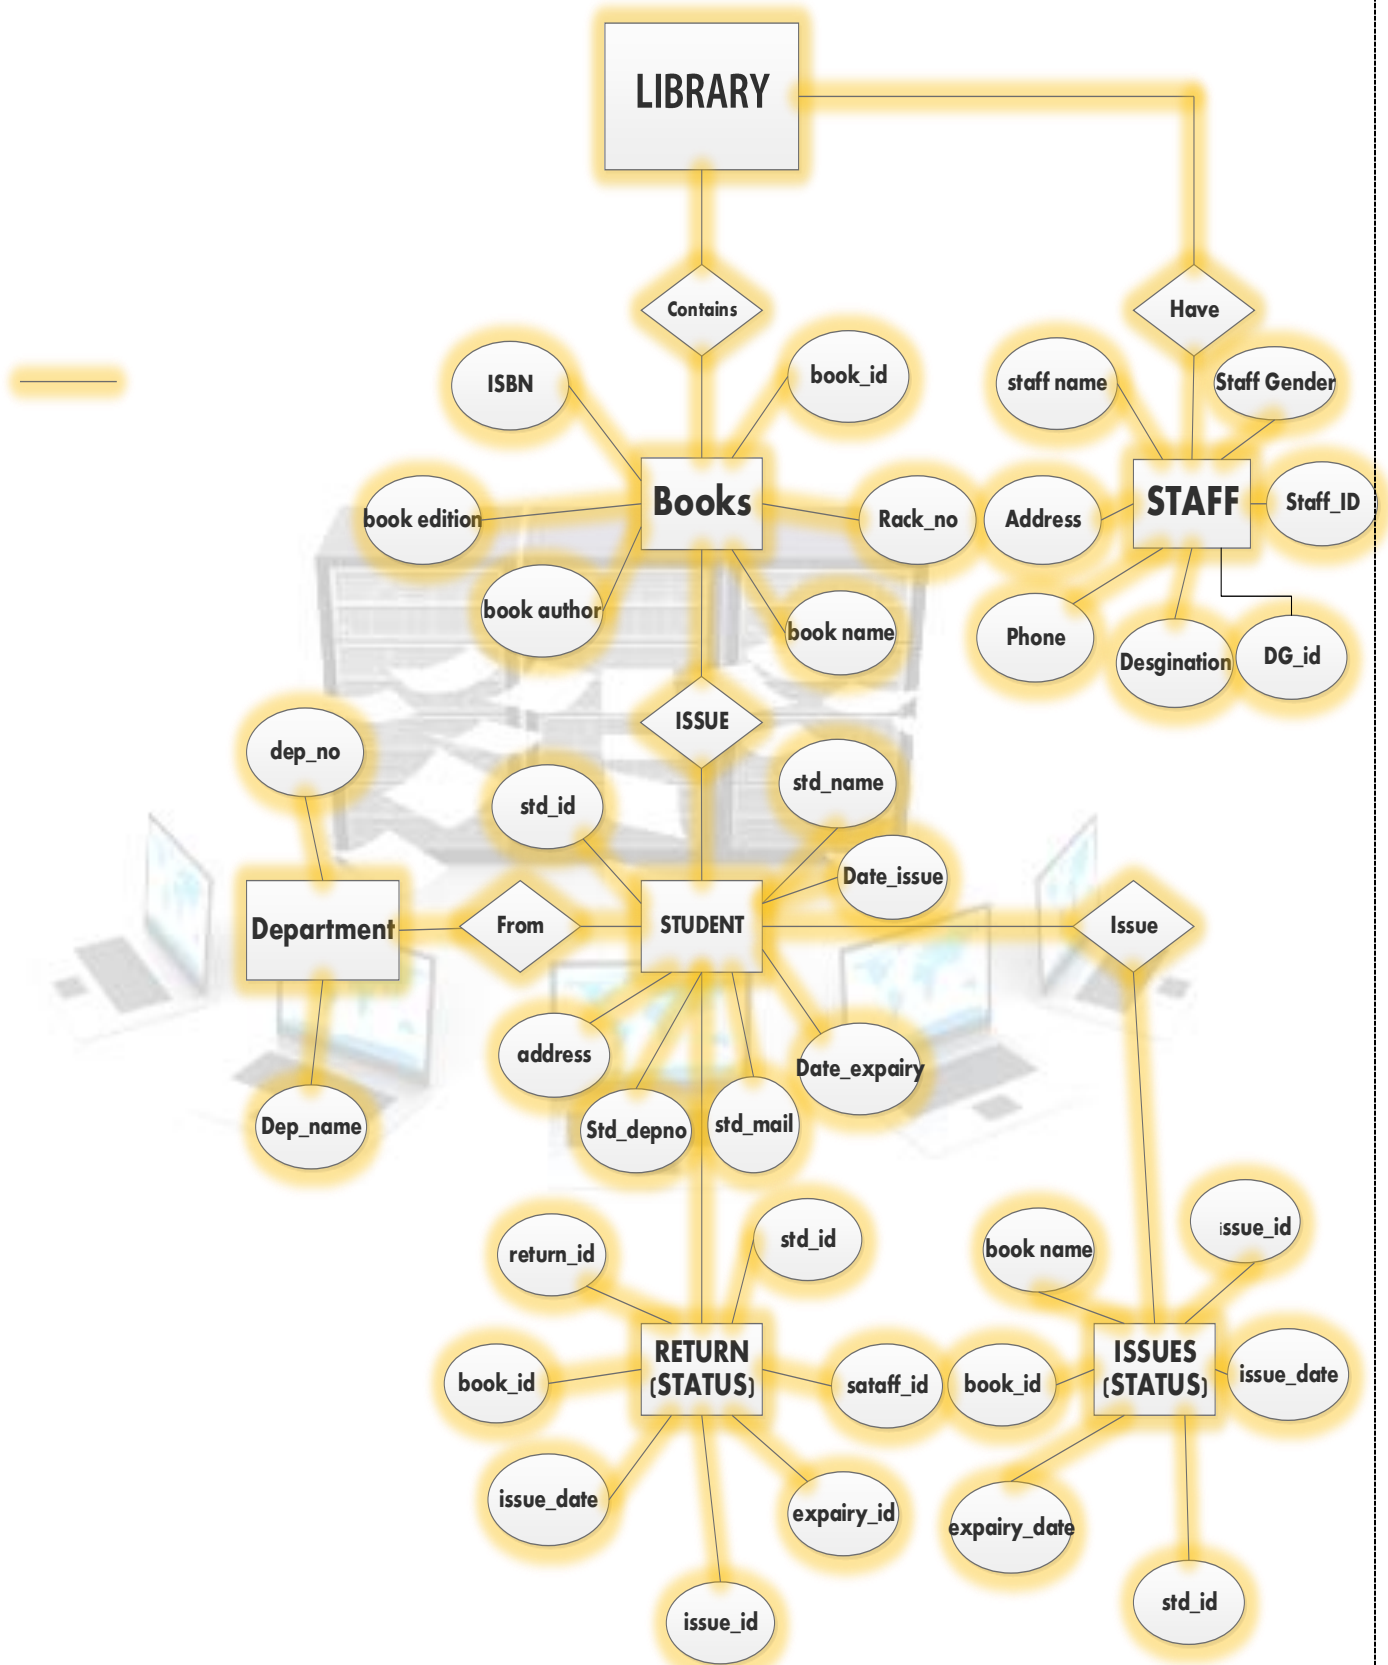 LIBRARY
Contains
Have
ISBN
book_id
staff name
Staff Gender
book edition
Books
Rack_no
Address
STAFF
Staff_ID
book author
book name
Phone
Desgination
DG_id
ISSUE
dep_no
std_id
std_name
Date_issue
Department
From
STUDENT
Issue
address
Date_expairy
Dep_name
Std_depno
std_mail
return_id
std_id
book name
issue_id
RETURN
(STATUS)
ISSUES
(STATUS)
book_id
sataff_id
book_id
issue_date
issue_date
expairy_id
expairy_date
issue_id
std_id